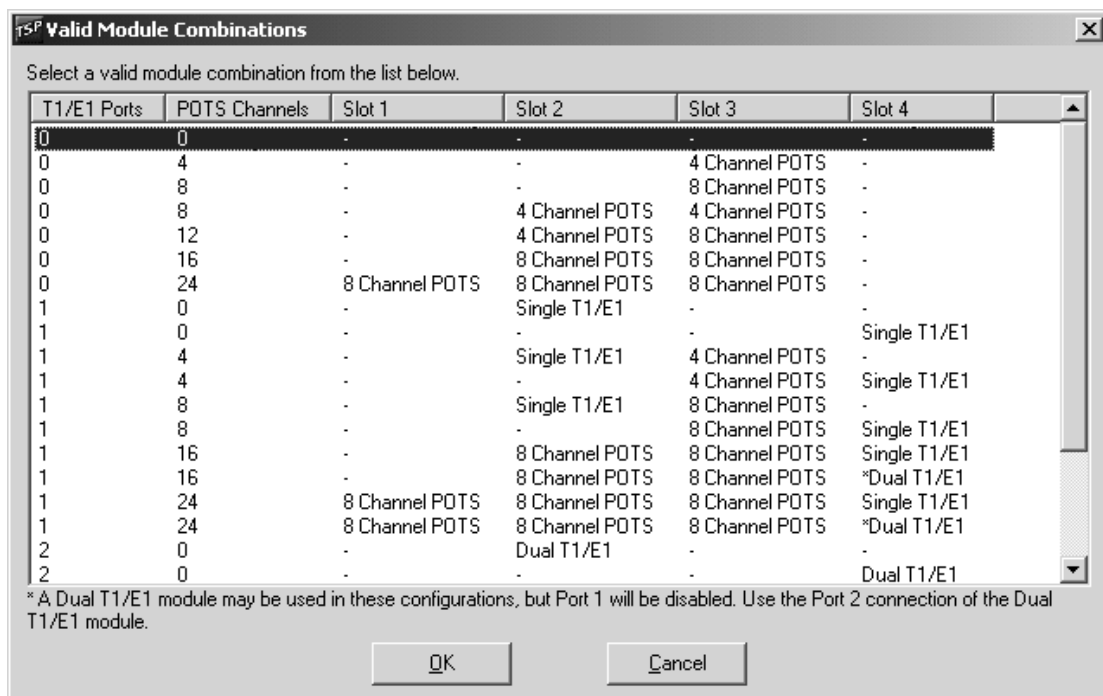 TSP Valid Module Combinations
Select a valid module combination from the list below.
T1/E1 Ports POTS Channels Slot 1 Slot 2 Slot 3 Slot 4
0 0 - - - -
0 4 - - 4 Channel POTS -
0 8 - - 8 Channel POTS -
0 8 - 4 Channel POTS 4 Channel POTS -
0 12 - 4 Channel POTS 8 Channel POTS -
0 16 - 8 Channel POTS 8 Channel POTS -
0 24 8 Channel POTS 8 Channel POTS 8 Channel POTS -
1 0 - Single T1/E1 - -
1 0 - - - Single T1/E1
1 4 - Single T1/E1 4 Channel POTS -
1 4 - - 4 Channel POTS Single T1/E1
1 8 - Single T1/E1 8 Channel POTS -
1 8 - - 8 Channel POTS Single T1/E1
1 16 - 8 Channel POTS 8 Channel POTS Single T1/E1
1 16 - 8 Channel POTS 8 Channel POTS *Dual T1/E1
1 24 8 Channel POTS 8 Channel POTS 8 Channel POTS Single T1/E1
1 24 8 Channel POTS 8 Channel POTS 8 Channel POTS *Dual T1/E1
2 0 - Dual T1/E1 - -
2 0 - - - Dual T1/E1
* A Dual T1/E1 module may be used in these configurations, but Port 1 will be disabled. Use the Port 2 connection of the Dual
T1/E1 module.
OK Cancel